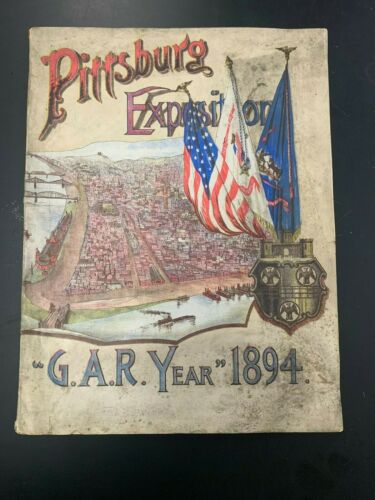 Pittsburg
Exposition
"G.A.R. YEAR" 1894.